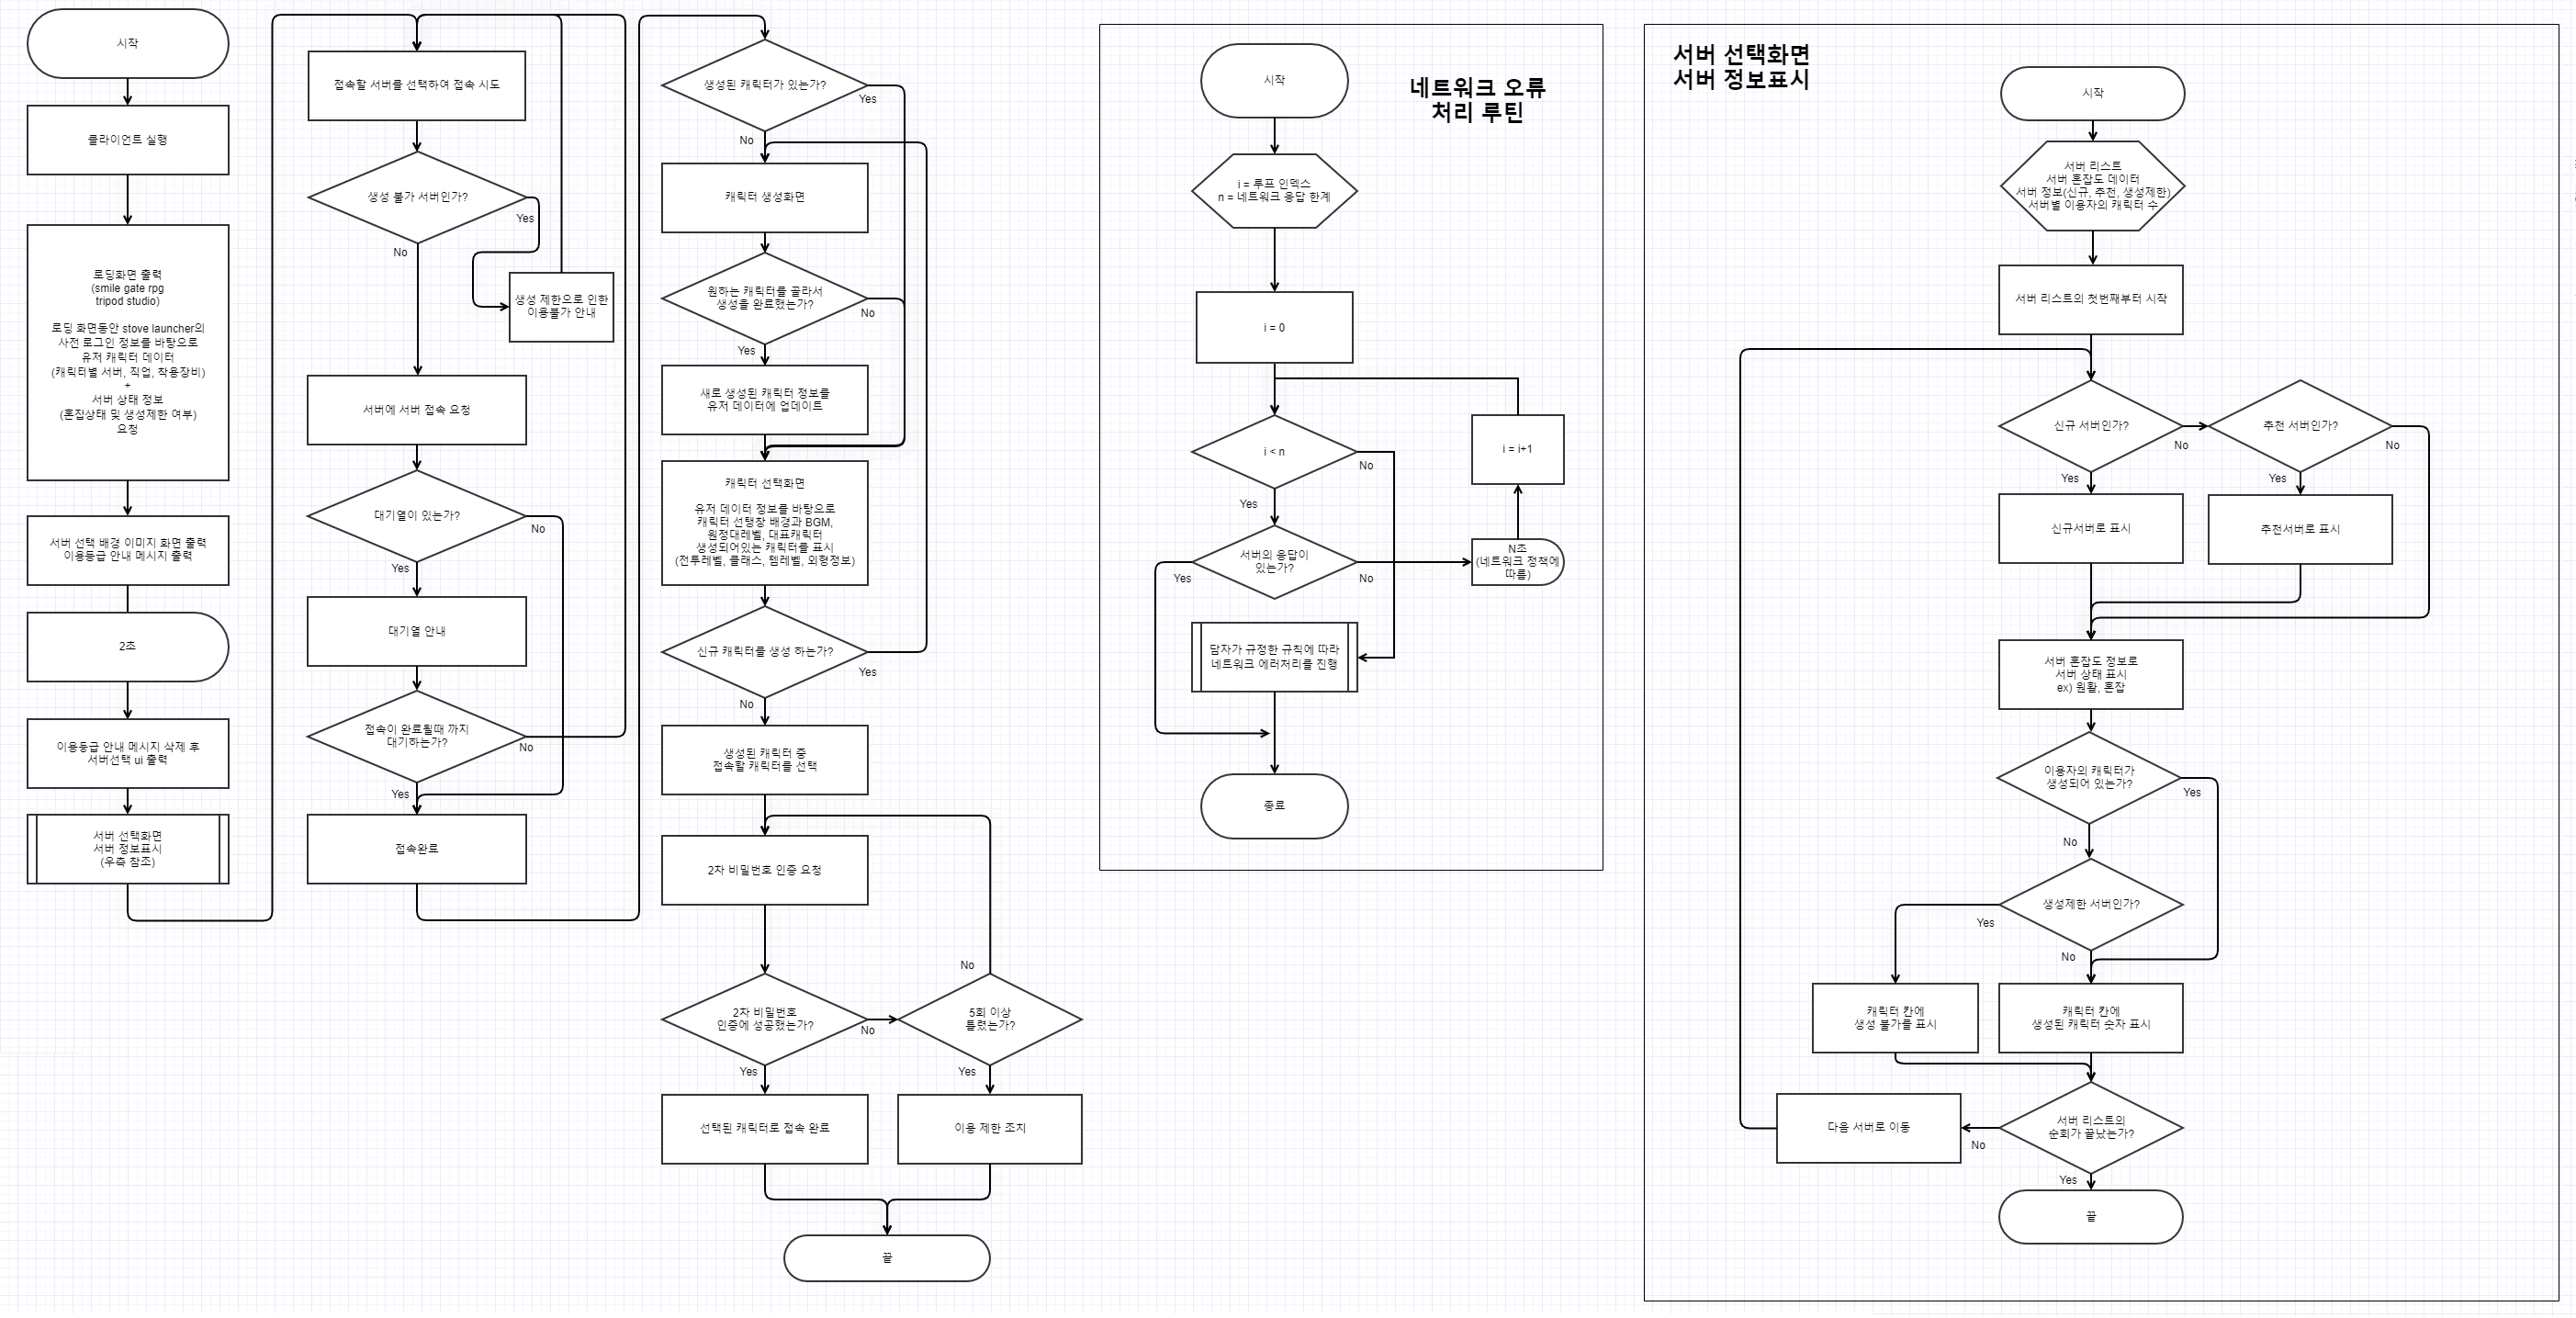 시작
클라이언트 실행
로딩화면 출력
(smile gate rpg
tripod studio)
로딩 화면동안 stove launcher의
사전 로그인 정보를 바탕으로
유저 캐릭터 데이터
(캐릭터별 서버, 직업, 착용장비)
+
서버 상태 정보
(혼잡상태 및 생성제한 여부)
요청
서버 선택 배경 이미지 화면 출력
이용등급 안내 메시지 출력
2초
이용등급 안내 메시지 삭제 후
서버선택 ui 출력
서버 선택화면
서버 정보표시
(우측 참조)
접속할 서버를 선택하여 접속 시도
생성 불가 서버인가?
Yes
No
생성 제한으로 인한
이용불가 안내
서버에 서버 접속 요청
대기열이 있는가?
No
Yes
대기열 안내
접속이 완료될때 까지
대기하는가?
No
Yes
접속완료
생성된 캐릭터가 있는가?
Yes
No
캐릭터 생성화면
원하는 캐릭터를 골라서
생성을 완료했는가?
No
Yes
새로 생성된 캐릭터 정보를
유저 데이터에 업데이트
캐릭터 선택화면
유저 데이터 정보를 바탕으로
캐릭터 선탱창 배경과 BGM,
원정대레벨, 대표캐릭터
생성되어있는 캐릭터를 표시
(전투레벨, 클래스, 템레벨, 외형정보)
신규 캐릭터를 생성 하는가?
Yes
No
생성된 캐릭터 중
접속할 캐릭터를 선택
2차 비밀번호 인증 요청
No
2차 비밀번호
인증에 성공했는가?
No
5회 이상
틀렸는가?
Yes
Yes
선택된 캐릭터로 접속 완료
이용 제한 조치
끝
네트워크 오류
처리 루틴
시작
i = 루프 인덱스
n = 네트워크 응답 한계
i = 0
i < n
No
i = i+1
Yes
서버의 응답이
있는가?
Yes
No
N초
(네트워크 정책에
따름)
담자가 규정한 규칙에 따라
네트워크 에러처리를 진행
종료
서버 선택화면
서버 정보표시
시작
서버 리스트
서버 혼잡도 데이터
서버 정보(신규, 추천, 생성제한)
서버별 이용자의 캐릭터 수
서버 리스트의 첫번째부터 시작
신규 서버인가?
No
추천 서버인가?
No
Yes
Yes
신규서버로 표시
추천서버로 표시
서버 혼잡도 정보로
서버 상태 표시
ex) 원활, 혼잡
이용자의 캐릭터가
생성되어 있는가?
Yes
No
생성제한 서버인가?
Yes
No
캐릭터 칸에
생성 불가를 표시
캐릭터 칸에
생성된 캐릭터 숫자 표시
다음 서버로 이동
No
서버 리스트의
순회가 끝났는가?
Yes
끝